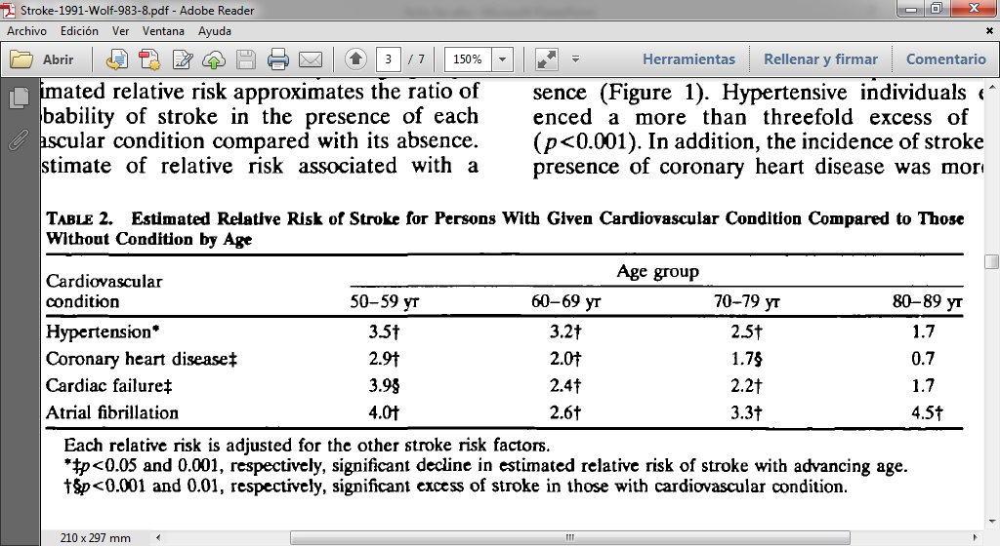 Stroke-1991-Wolf-983-8.pdf - Adobe Reader
Archivo Edición Ver Ventana Ayuda
Abrir 3 / 7 150% Herramientas Rellenar y firmar Comentario
imated relative risk approximates the ratio of
bability of stroke in the presence of each
ascular condition compared with its absence.
stimate of relative risk associated with a
sence (Figure 1). Hypertensive individuals e
enced a more than threefold excess of
(p<0.001). In addition, the incidence of stroke
presence of coronary heart disease was mor
TABLE 2. Estimated Relative Risk of Stroke for Persons With Given Cardiovascular Condition Compared to Those
Without Condition by Age
Age group
Cardiovascular
condition 50–59 yr 60–69 yr 70–79 yr 80–89 yr
Hypertension* 3.5† 3.2† 2.5† 1.7
Coronary heart disease‡ 2.9† 2.0† 1.7§ 0.7
Cardiac failure‡ 3.9§ 2.4† 2.2† 1.7
Atrial fibrillation 4.0† 2.6† 3.3† 4.5†
Each relative risk is adjusted for the other stroke risk factors.
*‡p<0.05 and 0.001, respectively, significant decline in estimated relative risk of stroke with advancing age.
†§p<0.001 and 0.01, respectively, significant excess of stroke in those with cardiovascular condition.
210 x 297 mm